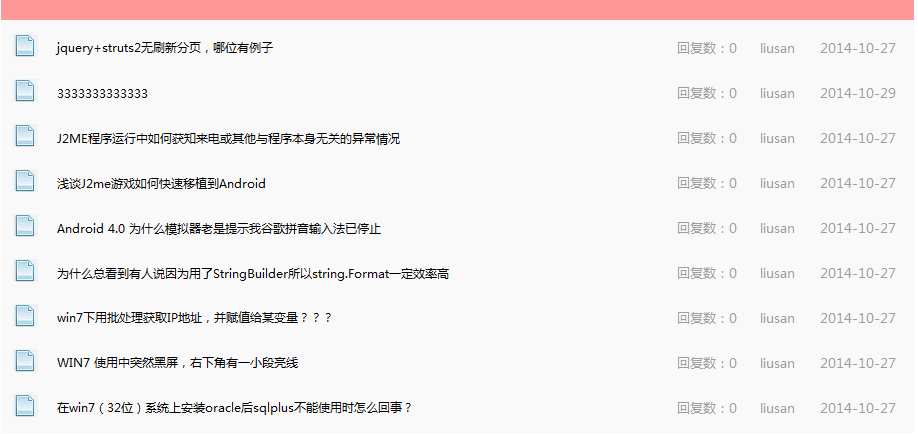 jquery+struts2无刷新分页，哪位有例子 回复数：0 liusan 2014-10-27
3333333333333 回复数：0 liusan 2014-10-29
J2ME程序运行中如何获知来电或其他与程序本身无关的异常情况 回复数：0 liusan 2014-10-27
浅谈J2me游戏如何快速移植到Android 回复数：0 liusan 2014-10-27
Android 4.0 为什么模拟器老是提示我谷歌拼音输入法已停止 回复数：0 liusan 2014-10-27
为什么总看到有人说因为用了StringBuilder所以string.Format一定效率高 回复数：0 liusan 2014-10-27
win7下用批处理获取IP地址，并赋值给某变量？？？ 回复数：0 liusan 2014-10-27
WIN7 使用中突然黑屏，右下角有一小段亮线 回复数：0 liusan 2014-10-27
在win7（32位）系统上安装oracle后sqlplus不能使用时怎么回事？ 回复数：0 liusan 2014-10-27